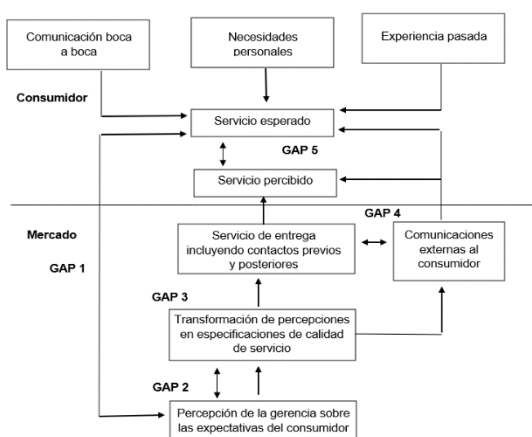 Comunicación boca
a boca
Necesidades
personales
Experiencia pasada
Consumidor
Servicio esperado
GAP 5
Servicio percibido
GAP 4
Mercado
Servicio de entrega
incluyendo contactos previos
y posteriores
Comunicaciones
externas al
consumidor
GAP 1
GAP 3
Transformación de percepciones
en especificaciones de calidad
de servicio
GAP 2
Percepción de la gerencia sobre
las expectativas del consumidor